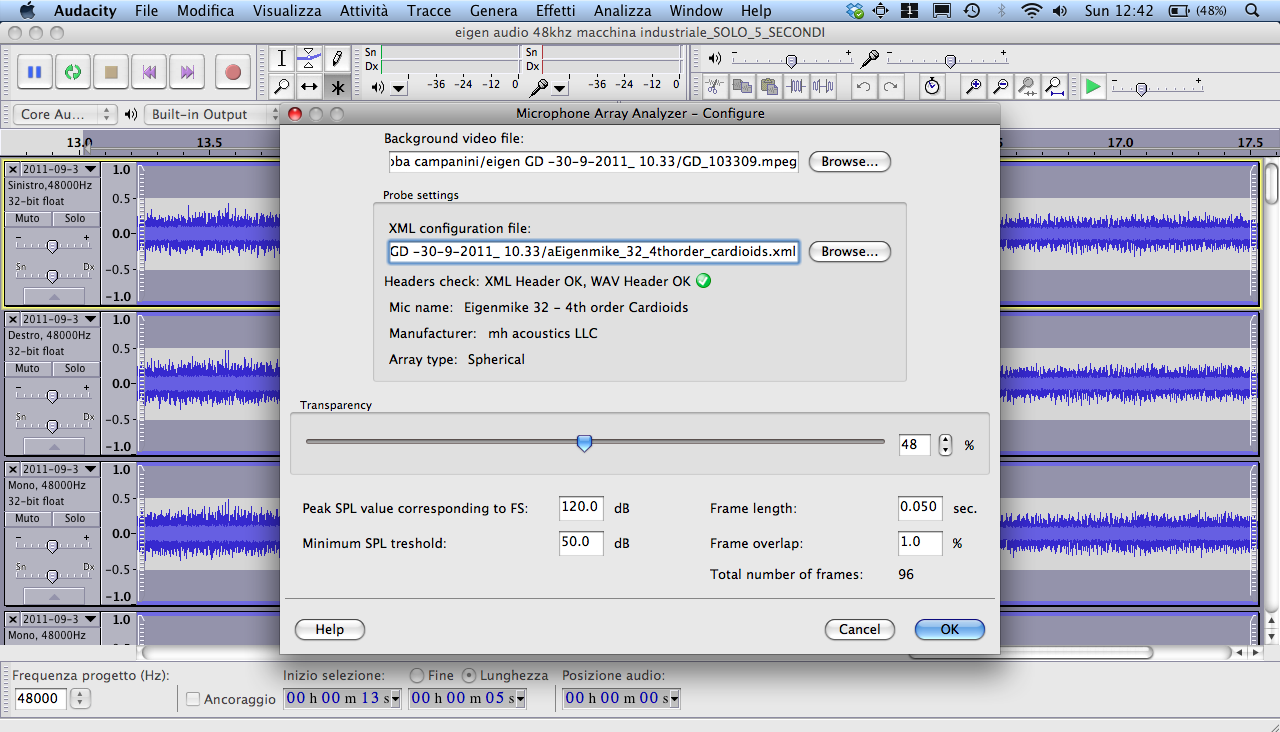 Audacity File Modifica Visualizza Attività Tracce Genera Effetti Analizza Window Help 1 Sun 12:42 (48%)
eigen audio 48khz macchina industriale_SOLO_5_SECONDI
Sn
Dx
-36 -24 -12 0
Sn
Dx
-36 -24 -12 0
Core Au... Built-in Output
13.0 13.5 17.0 17.5
Microphone Array Analyzer - Configure
Background video file:
oba campanini/eigen GD -30-9-2011_ 10.33/GD_103309.mpeg Browse...
Probe settings
XML configuration file:
GD -30-9-2011_ 10.33/aEigenmike_32_4thorder_cardioids.xml Browse...
Headers check: XML Header OK, WAV Header OK
Mic name: Eigenmike 32 - 4th order Cardioids
Manufacturer: mh acoustics LLC
Array type: Spherical
Transparency
48 %
Peak SPL value corresponding to FS: 120.0 dB Frame length: 0.050 sec.
Minimum SPL treshold: 50.0 dB Frame overlap: 1.0 %
Total number of frames: 96
Help Cancel OK
2011-09-3 1.0
Sinistro,48000Hz
32-bit float 0.5-
Muto Solo
- + 0.0-
Sn Dx -0.5-
-1.0
2011-09-3 1.0
Destro, 48000Hz
32-bit float 0.5-
Muto Solo
- + 0.0-
Sn Dx -0.5-
-1.0
2011-09-3 1.0
Mono, 48000Hz
32-bit float 0.5-
Muto Solo
- + 0.0-
Sn Dx -0.5-
-1.0
2011-09-3 1.0
Mono, 48000Hz
Frequenza progetto (Hz): Inizio selezione: Fine Lunghezza Posizione audio:
48000 Ancoraggio 00 h 00 m 13 s 00 h 00 m 05 s 00 h 00 m 00 s